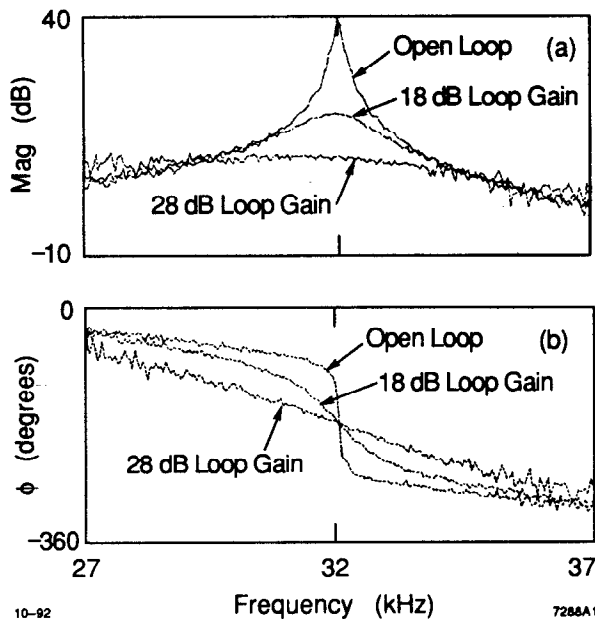 40
Open Loop
(a)
18 dB Loop Gain
Mag (dB)
28 dB Loop Gain
−10
0
Open Loop
(b)
18 dB Loop Gain
ϕ (degrees)
28 dB Loop Gain
−360
27
32
37
Frequency (kHz)
10–92
7288A1